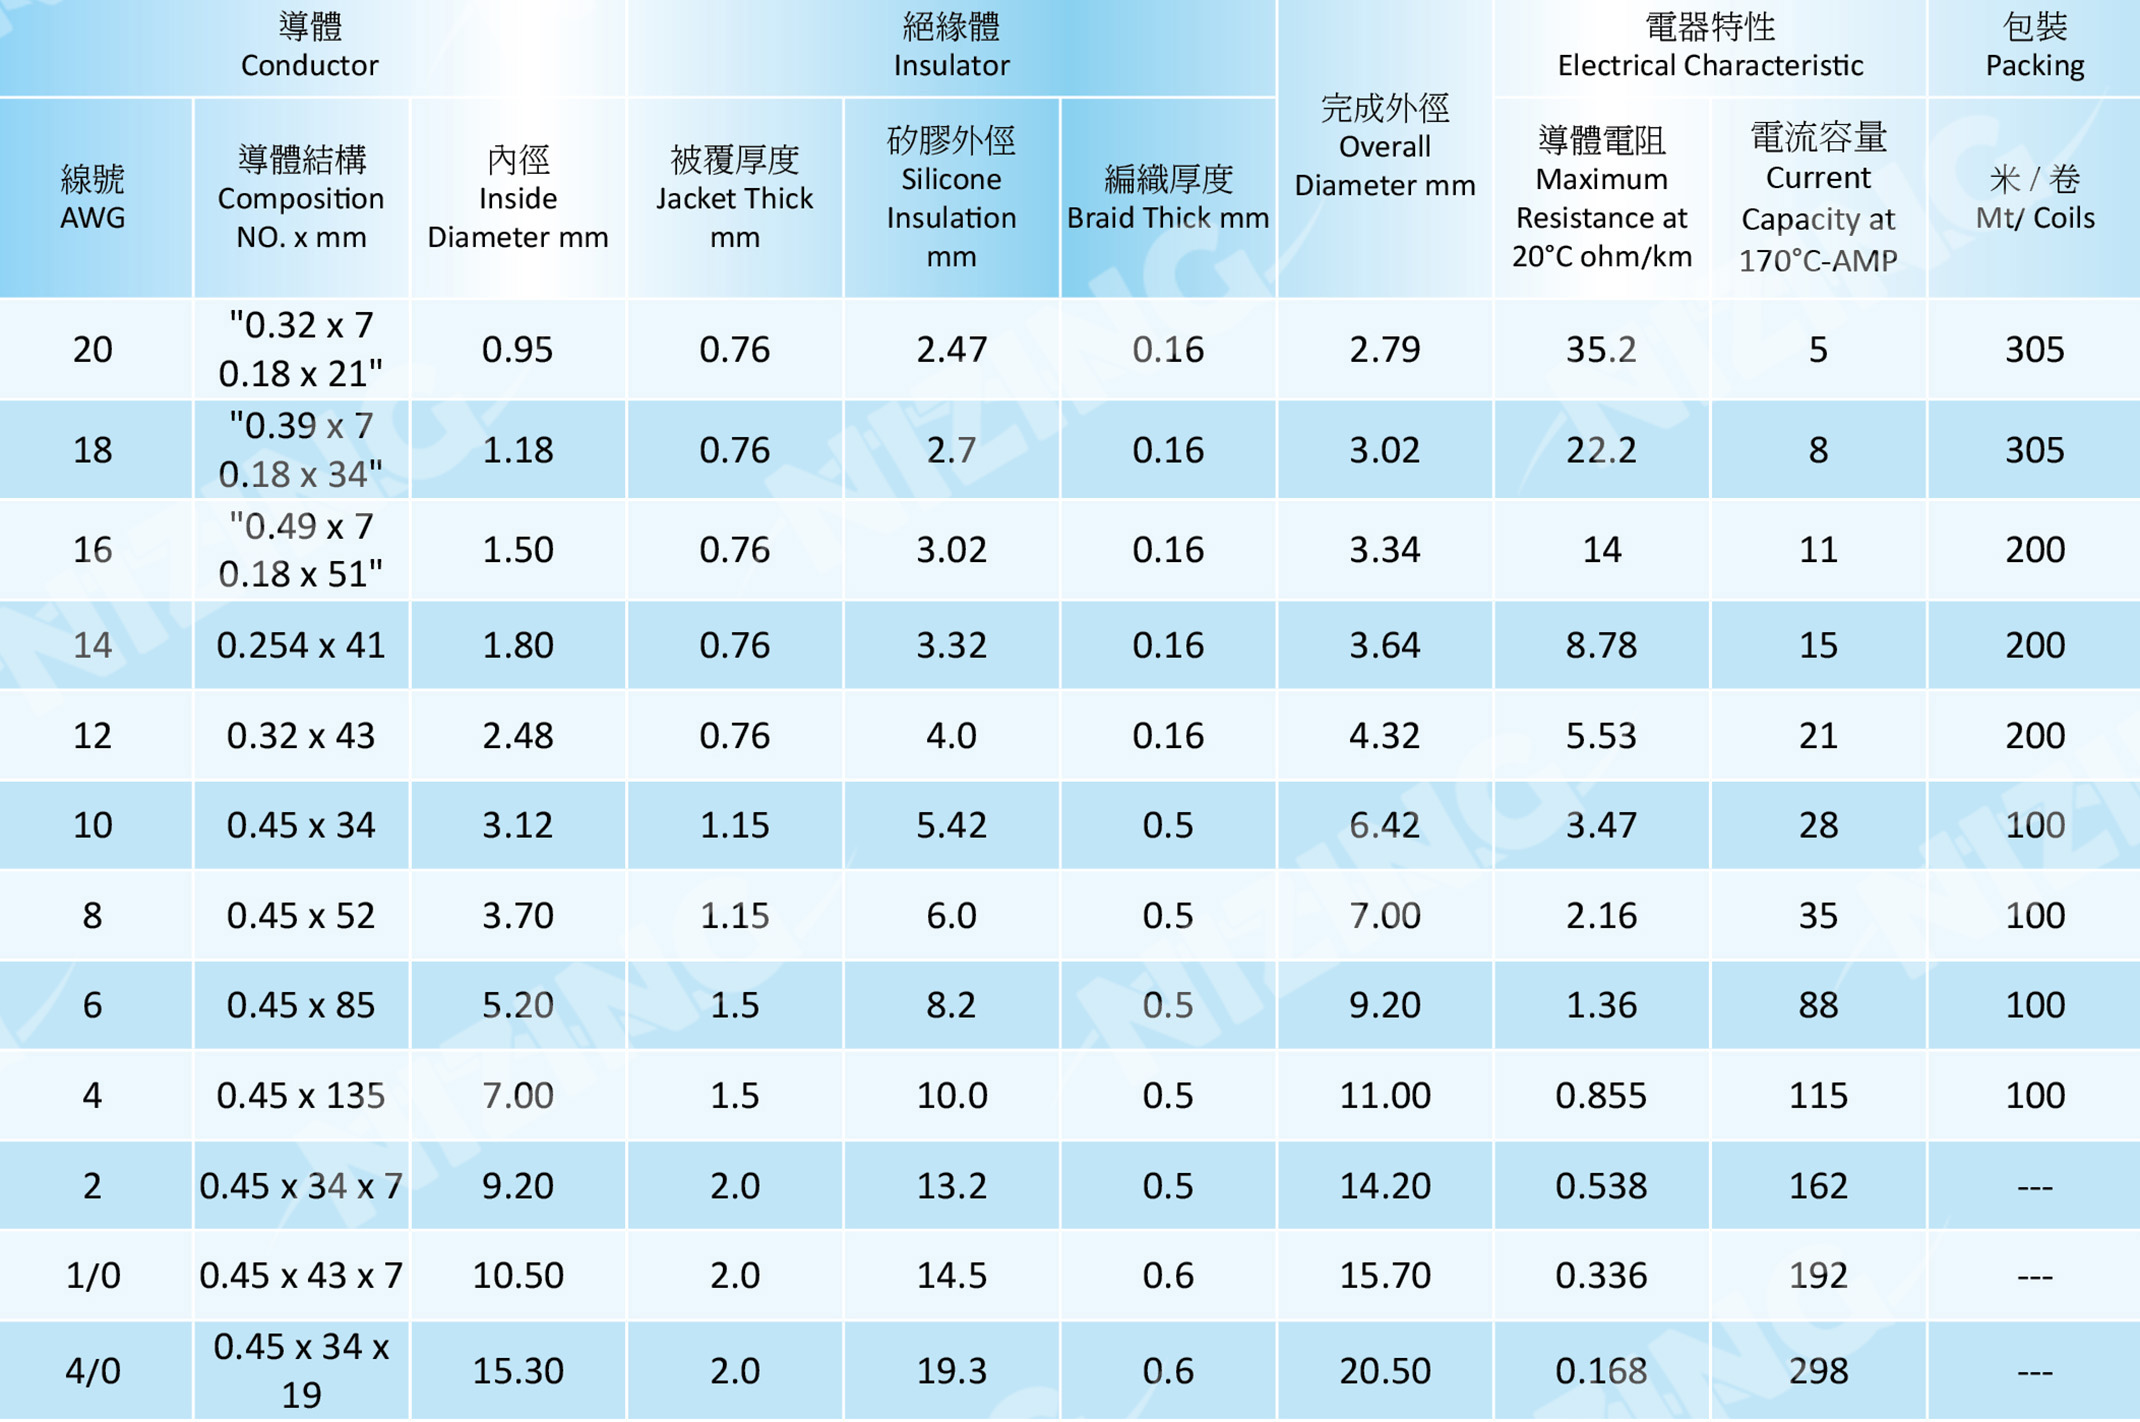 導體
Conductor
絕緣體
Insulator
完成外徑
Overall
Diameter mm
電器特性
Electrical Characteristic
包裝
Packing
線號
AWG
導體結構
Composition
NO. x mm
內徑
Inside
Diameter mm
被覆厚度
Jacket Thick
mm
矽膠外徑
Silicone
Insulation
mm
編織厚度
Braid Thick mm
導體電阻
Maximum
Resistance at
20°C ohm/km
電流容量
Current
Capacity at
170°C-AMP
米 / 卷
Mt/ Coils
20 "0.32 x 7 0.95 0.76 2.47 0.16 2.79 35.2 5 305
0.18 x 21"
18 "0.39 x 7 1.18 0.76 2.7 0.16 3.02 22.2 8 305
0.18 x 34"
16 "0.49 x 7 1.50 0.76 3.02 0.16 3.34 14 11 200
0.18 x 51"
14 0.254 x 41 1.80 0.76 3.32 0.16 3.64 8.78 15 200
12 0.32 x 43 2.48 0.76 4.0 0.16 4.32 5.53 21 200
10 0.45 x 34 3.12 1.15 5.42 0.5 6.42 3.47 28 100
8 0.45 x 52 3.70 1.15 6.0 0.5 7.00 2.16 35 100
6 0.45 x 85 5.20 1.5 8.2 0.5 9.20 1.36 88 100
4 0.45 x 135 7.00 1.5 10.0 0.5 11.00 0.855 115 100
2 0.45 x 34 x 7 9.20 2.0 13.2 0.5 14.20 0.538 162 ---
1/0 0.45 x 43 x 7 10.50 2.0 14.5 0.6 15.70 0.336 192 ---
4/0 0.45 x 34 x 15.30 2.0 19.3 0.6 20.50 0.168 298 ---
19
NIZING
NIZING
NIZING
NIZING
NIZING
NIZING